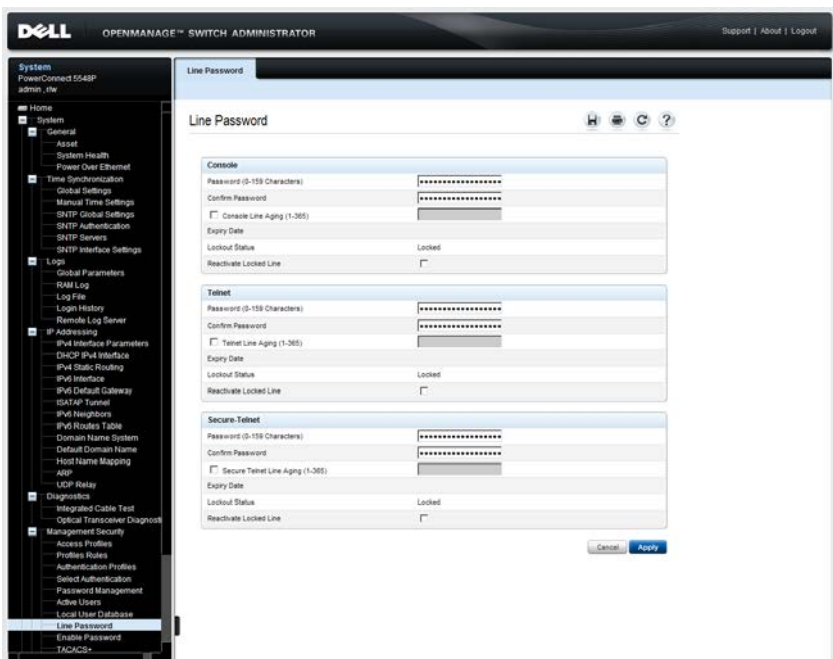 DELL
OPENMANAGE™ SWITCH ADMINISTRATOR
Support | About | Logout
System
PowerConnect 5548P
admin , r/w
Home
System
General
Asset
System Health
Power Over Ethernet
Time Synchronization
Global Settings
Manual Time Settings
SNTP Global Settings
SNTP Authentication
SNTP Servers
SNTP Interface Settings
Logs
Global Parameters
RAM Log
Log File
Login History
Remote Log Server
IP Addressing
IPv4 Interface Parameters
DHCP IPv4 Interface
IPv4 Static Routing
IPv6 Interface
IPv6 Default Gateway
ISATAP Tunnel
IPv6 Neighbors
IPv6 Routes Table
Domain Name System
Default Domain Name
Host Name Mapping
ARP
UDP Relay
Diagnostics
Integrated Cable Test
Optical Transceiver Diagnosti
Management Security
Access Profiles
Profiles Rules
Authentication Profiles
Select Authentication
Password Management
Active Users
Local User Database
Line Password
Enable Password
TACACS+
Line Password
Line Password
?
Console
Password (0-159 Characters)
Confirm Password
Console Line Aging (1-365)
Expiry Date
Lockout Status Locked
Reactivate Locked Line
Telnet
Password (0-159 Characters)
Confirm Password
Telnet Line Aging (1-365)
Expiry Date
Lockout Status Locked
Reactivate Locked Line
Secure-Telnet
Password (0-159 Characters)
Confirm Password
Secure Telnet Line Aging (1-365)
Expiry Date
Lockout Status Locked
Reactivate Locked Line
Cancel Apply